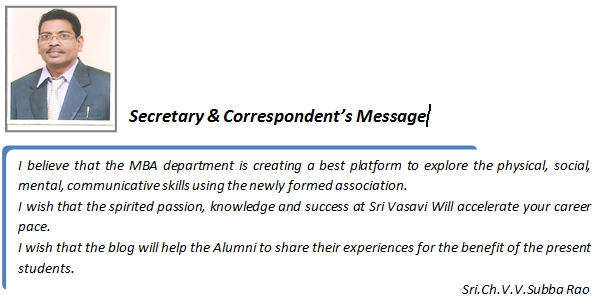 Secretary & Correspondent's Message
I believe that the MBA department is creating a best platform to explore the physical, social,
mental, communicative skills using the newly formed association.
I wish that the spirited passion, knowledge and success at Sri Vasavi Will accelerate your career
pace.
I wish that the blog will help the Alumni to share their experiences for the benefit of the present
students.
Sri.Ch.V.V.Subba Rao